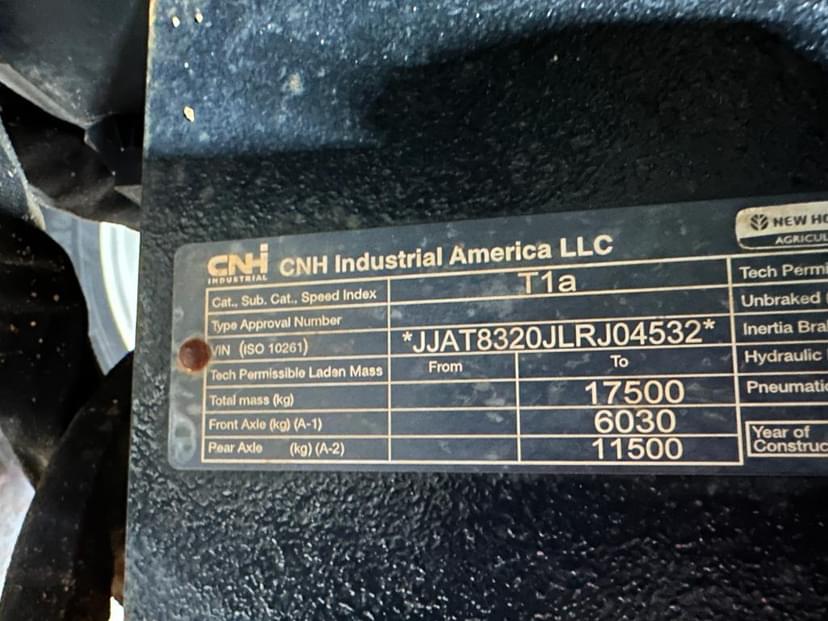 CNH INDUSTRIAL CNH Industrial America LLC
NEW HO
AGRICUL
Cat., Sub. Cat., Speed Index T1a
Type Approval Number
VIN (ISO 10261) *JJAT8320JLRJ04532*
Tech Permissible Laden Mass From To
Total mass (kg) 17500
Front Axle (kg) (A-1) 6030
Rear Axle (kg) (A-2) 11500
Tech Permi
Unbraked
Inertia Bra
Hydraulic
Pneumatic
Year of
Construc